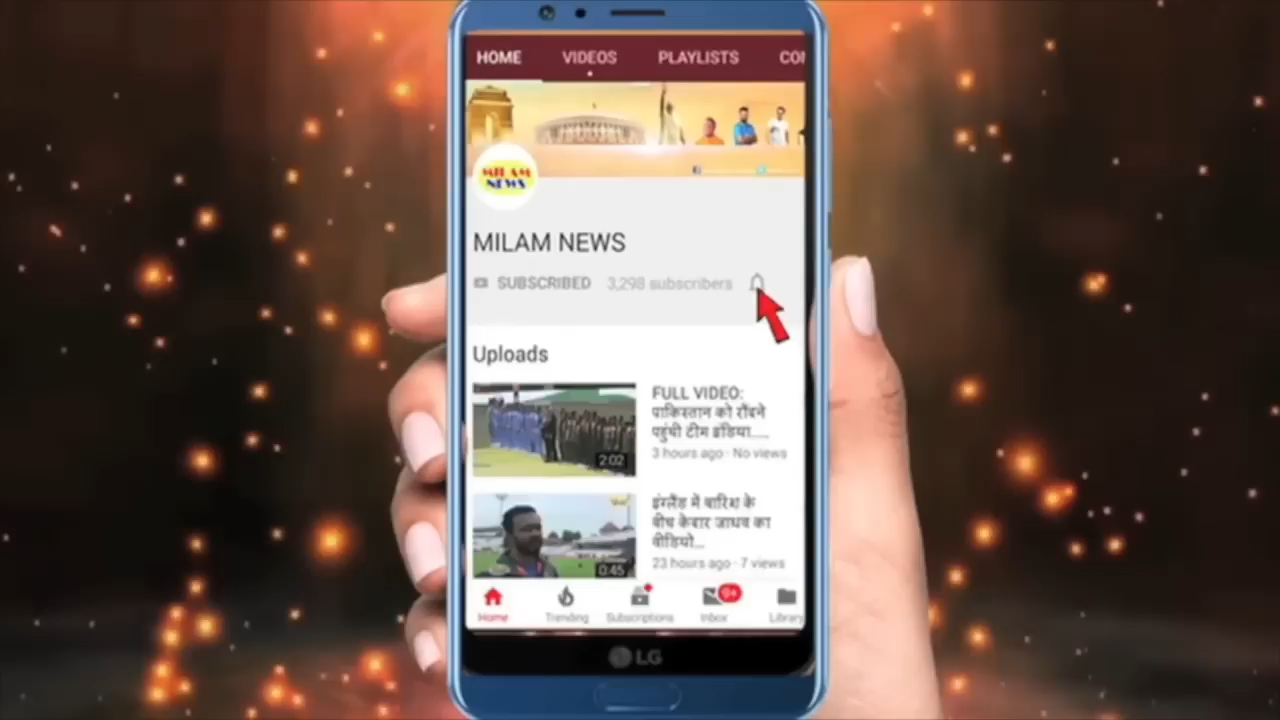 HOME VIDEOS PLAYLISTS
MILAM
NEWS
MILAM NEWS
SUBSCRIBED 3,298 subscribers
Uploads
FULL VIDEO:
पाकिस्तान को रौंदने
पहुंची टीम इंडिया.....
3 hours ago · No views
2:02
इंग्लैंड में बारिश के
बीच केदार जाधव का
वीडियो...
23 hours ago · 7 views
0:45
9+
Home Trending Subscriptions Inbox Library
LG